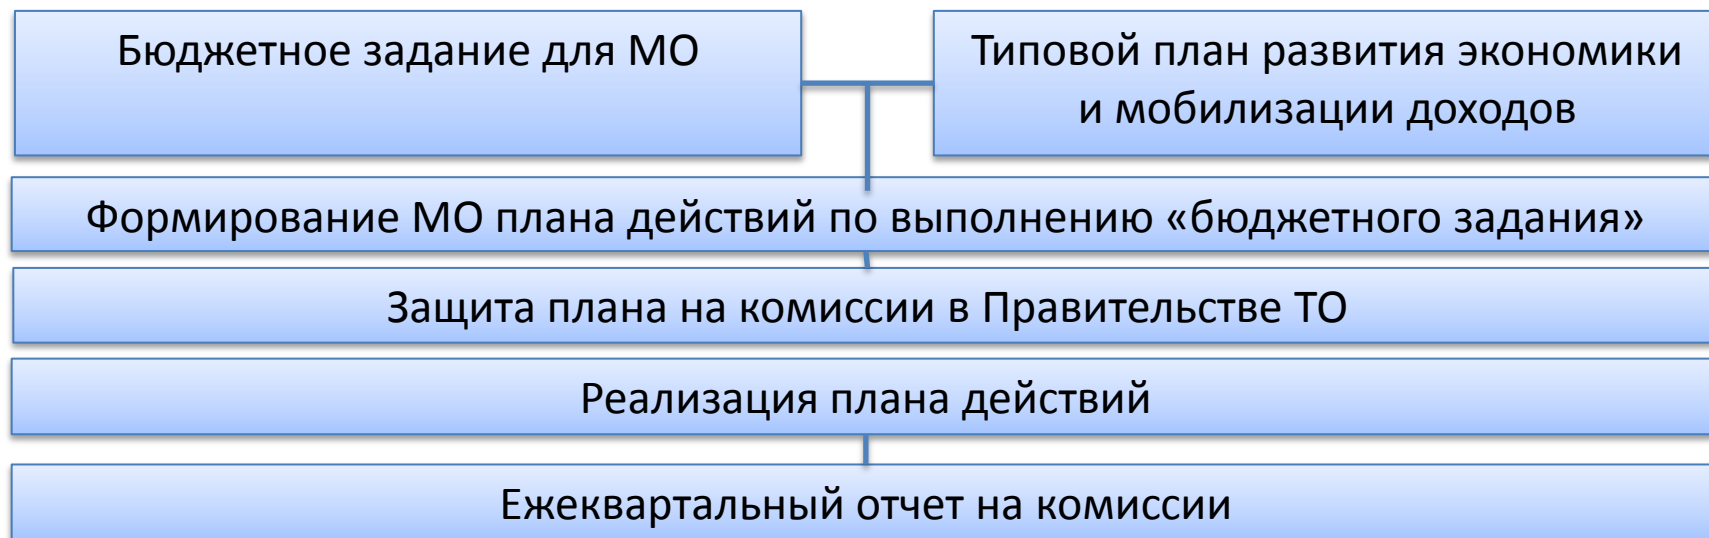 Бюджетное задание для МО
Типовой план развития экономики
и мобилизации доходов
Формирование МО плана действий по выполнению «бюджетного задания»
Защита плана на комиссии в Правительстве ТО
Реализация плана действий
Ежеквартальный отчет на комиссии